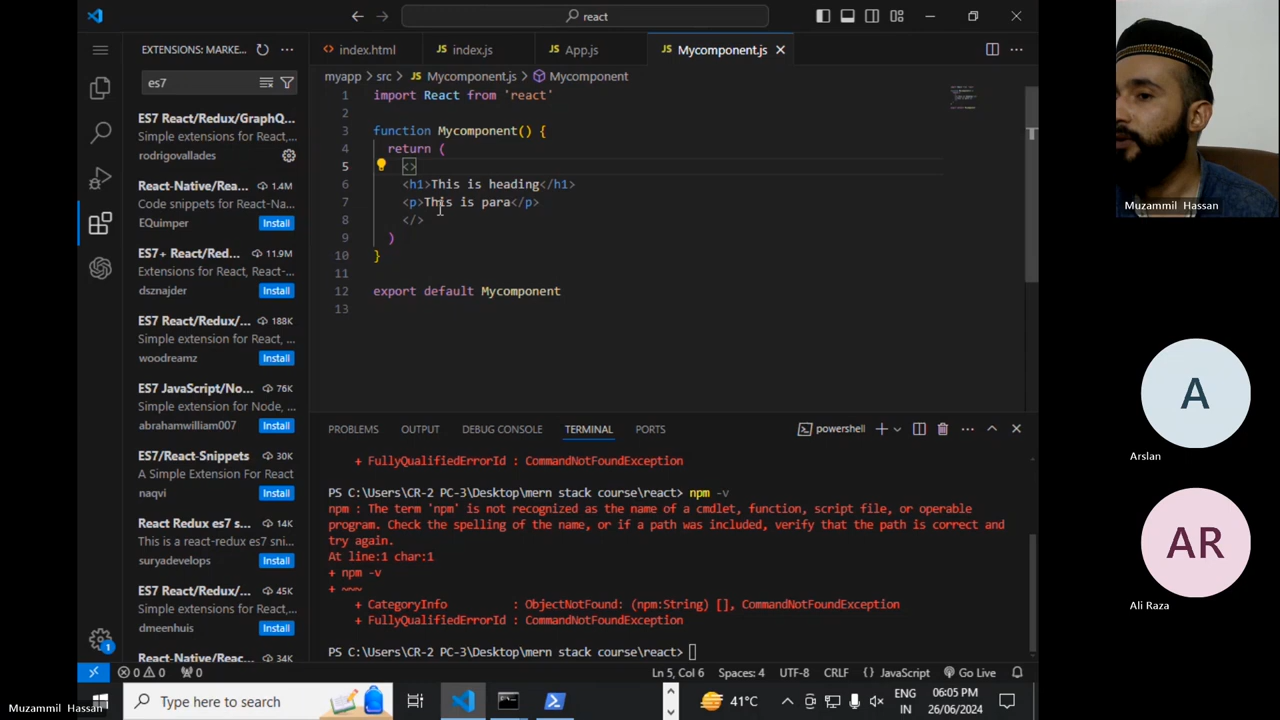 react
EXTENSIONS: MARKE...
index.html
index.js
App.js
Mycomponent.js
es7
myapp > src > Mycomponent.js > Mycomponent
ES7 React/Redux/GraphQ...
Simple extensions for React,...
rodrigovallades
React-Native/Rea... 1.4M
Code snippets for React-Na...
EQuimper
Install
ES7+ React/Red... 11.9M
Extensions for React, React-...
dsznajder
Install
ES7 React/Redux/... 188K
Simple extension for React, ...
woodreamz
Install
ES7 JavaScript/No... 76K
Simple extension for Node, ...
abrahamwilliam007
Install
ES7/React-Snippets 30K
A Simple Extension For React
naqvi
Install
React Redux es7 s... 14K
This is a react-redux es7 sni...
suryadevelops
Install
ES7 React/Redux/... 45K
Simple extensions for React,...
dmeenhuis
Install
React-Native/Reac... 34K
1 import React from 'react'
2
3 function Mycomponent() {
4 return (
5 <>
6 <h1>This is heading</h1>
7 <p>This is para</p>
8 </>
9 )
10 }
11
12 export default Mycomponent
13
PROBLEMS OUTPUT DEBUG CONSOLE TERMINAL PORTS
powershell
+ FullyQualifiedErrorId : CommandNotFoundException
PS C:\Users\CR-2 PC-3\Desktop\mern stack course\react> npm -v
npm : The term 'npm' is not recognized as the name of a cmdlet, function, script file, or operable
program. Check the spelling of the name, or if a path was included, verify that the path is correct and
try again.
At line:1 char:1
+ npm -v
+ ~~~
+ CategoryInfo : ObjectNotFound: (npm:String) [], CommandNotFoundException
+ FullyQualifiedErrorId : CommandNotFoundException
PS C:\Users\CR-2 PC-3\Desktop\mern stack course\react>
1
0 0 0
Ln 5, Col 6 Spaces: 4 UTF-8 CRLF {} JavaScript Go Live
Type here to search
41°C
ENG
IN
06:05 PM
26/06/2024
Muzammil Hassan
Muzammil Hassan
A
Arslan
AR
Ali Raza